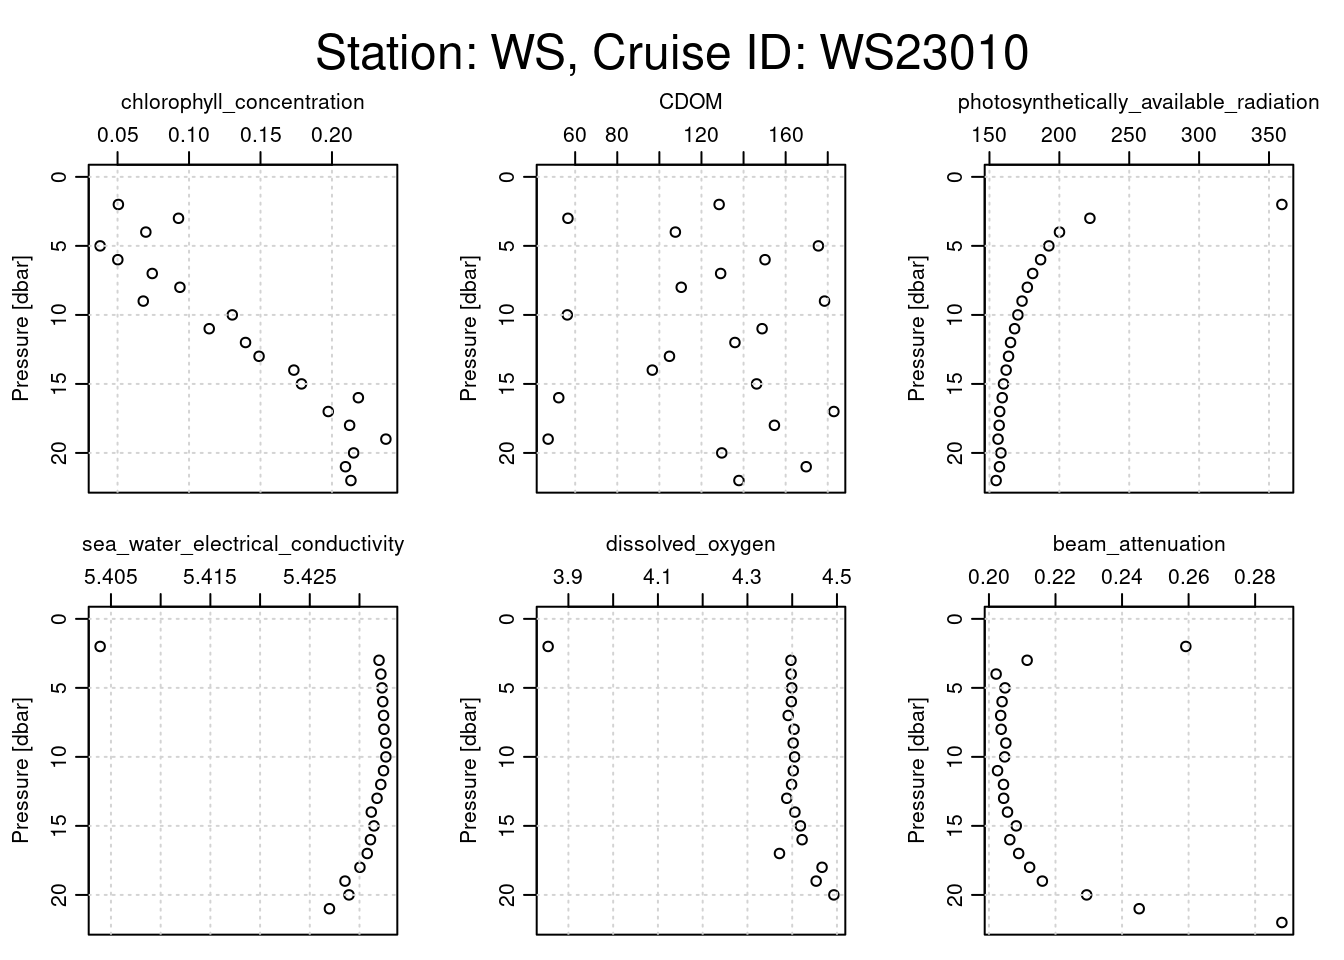 Station: WS, Cruise ID: WS23010
chlorophyll_concentration
0.05 0.10 0.15 0.20
Pressure [dbar]
0 5 10 15 20
CDOM
60 80 120 160
Pressure [dbar]
0 5 10 15 20
photosynthetically_available_radiation
150 200 250 300 350
Pressure [dbar]
0 5 10 15 20
sea_water_electrical_conductivity
5.405 5.415 5.425
Pressure [dbar]
0 5 10 15 20
dissolved_oxygen
3.9 4.1 4.3 4.5
Pressure [dbar]
0 5 10 15 20
beam_attenuation
0.20 0.22 0.24 0.26 0.28
Pressure [dbar]
0 5 10 15 20